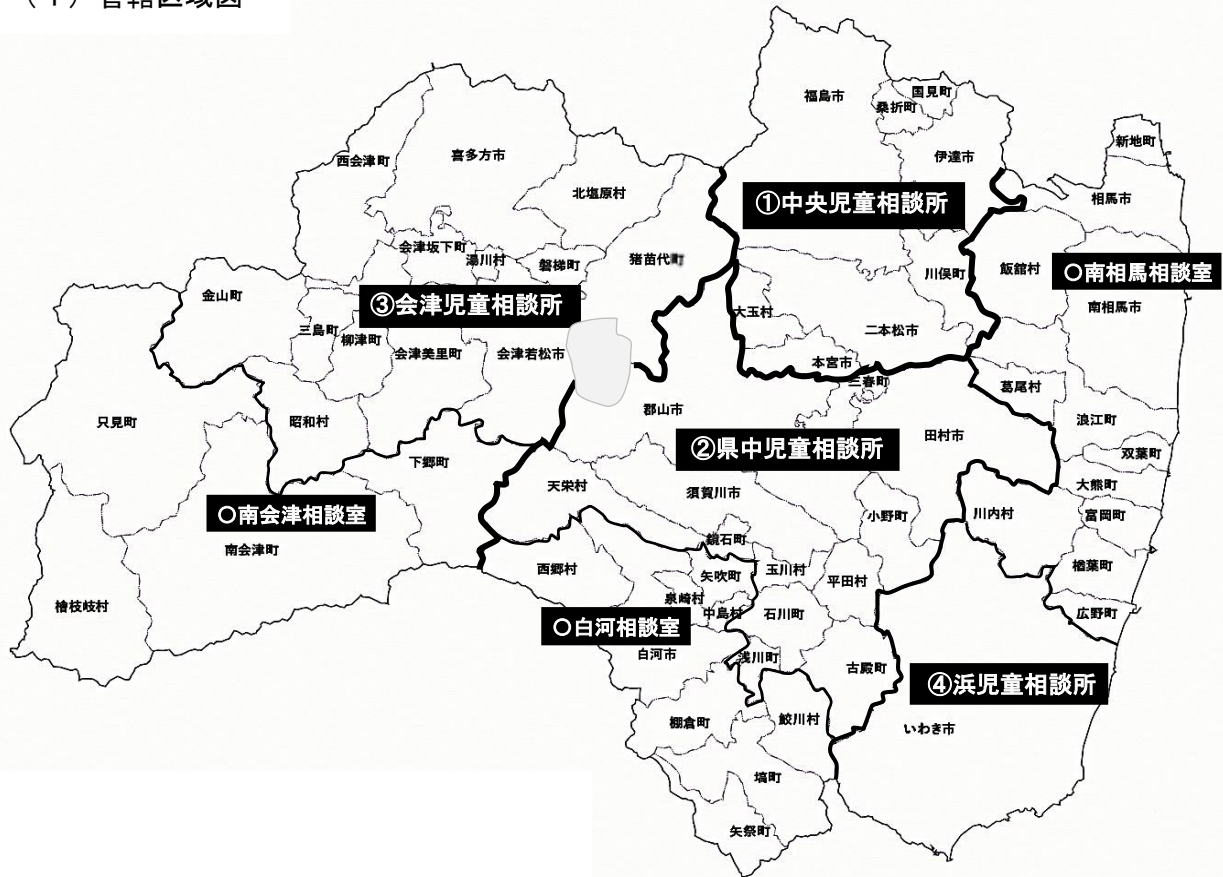 （１）管轄区域図
福島市
国見町
桑折町
新地町
伊達市
西会津町
喜多方市
北塩原村
相馬市
①中央児童相談所
会津坂下町
湯川村
磐梯町
猪苗代町
川俣町
飯館村
○南相馬相談室
南相馬市
金山町
③会津児童相談所
三島町
柳津町
会津美里町
会津若松市
大玉村
二本松市
本宮市
三春町
葛尾村
只見町
昭和村
郡山市
浪江町
②県中児童相談所
田村市
双葉町
下郷町
天栄村
須賀川市
大熊町
○南会津相談室
小野町
川内村
富岡町
南会津町
鏡石町
西郷村
矢吹町
玉川村
平田村
楢葉町
檜枝岐村
泉崎村
中島村
石川町
広野町
○白河相談室
白河市
浅川町
古殿町
④浜児童相談所
棚倉町
鮫川村
いわき市
塙町
矢祭町